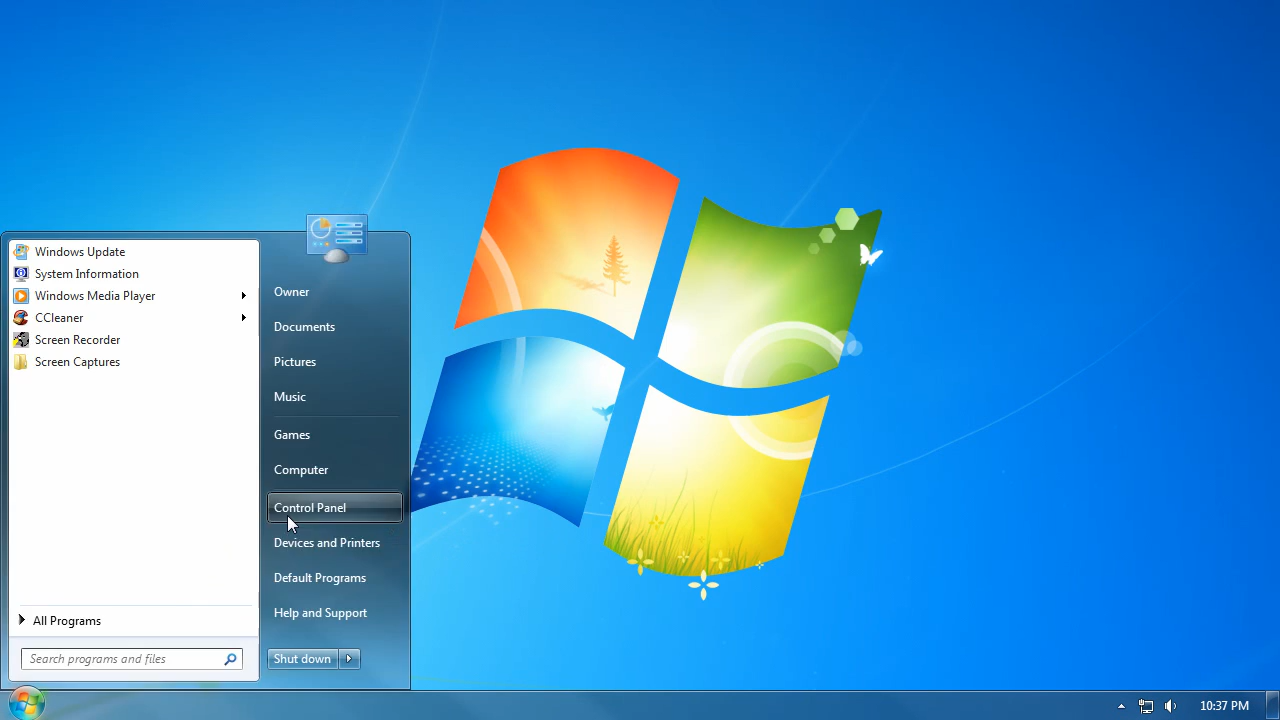 Windows Update
System Information
Windows Media Player
CCleaner
Screen Recorder
Screen Captures
All Programs
Search programs and files
Owner
Documents
Pictures
Music
Games
Computer
Control Panel
Devices and Printers
Default Programs
Help and Support
Shut down
10:37 PM